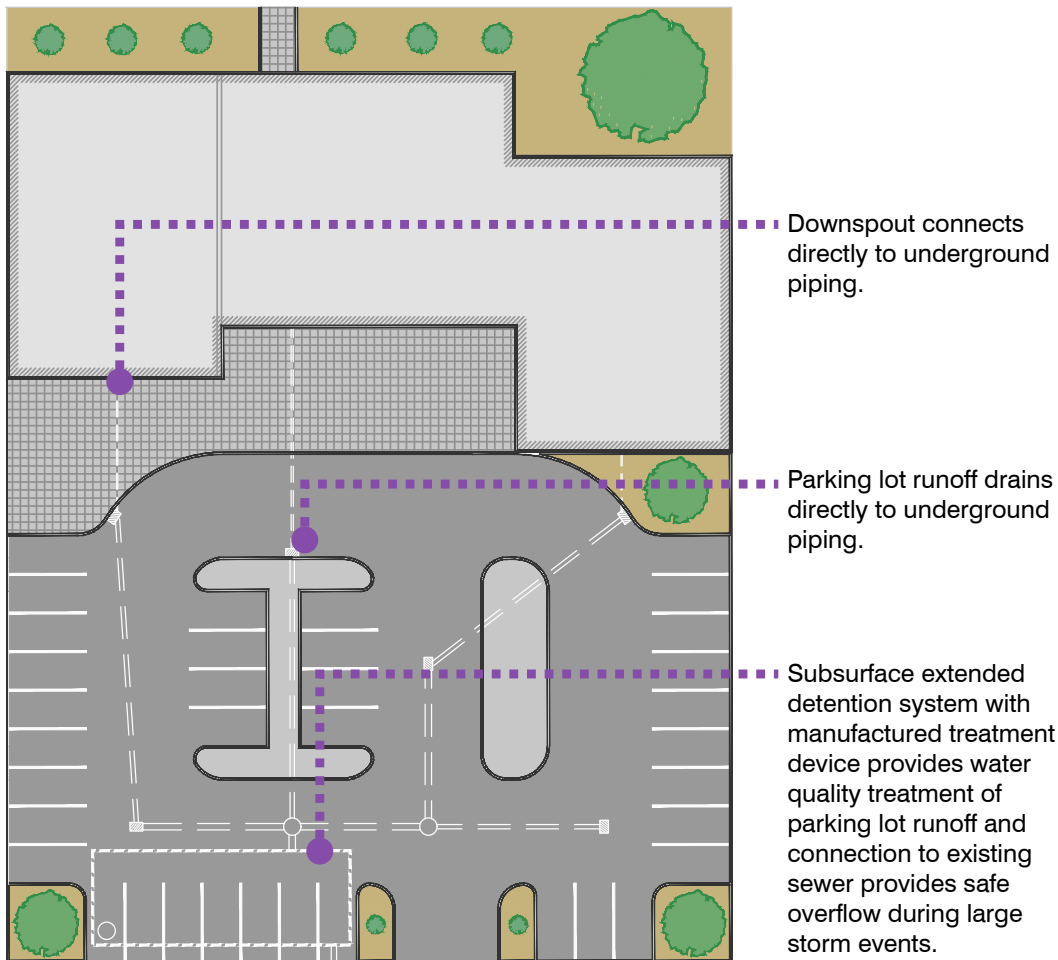 Downspout connects
directly to underground
piping.
Parking lot runoff drains
directly to underground
piping.
Subsurface extended
detention system with
manufactured treatment
device provides water
quality treatment of
parking lot runoff and
connection to existing
sewer provides safe
overflow during large
storm events.